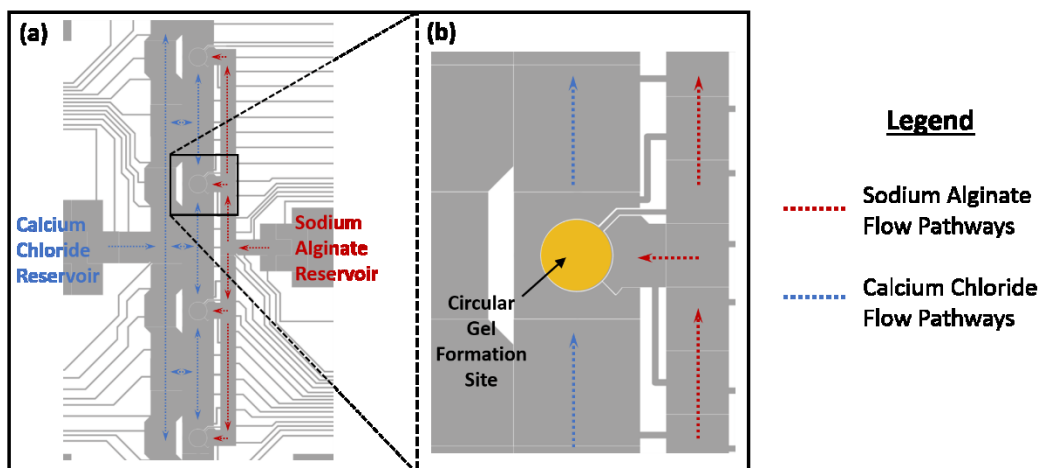 (a)
Calcium
Chloride
Reservoir
Sodium
Alginate
Reservoir
(b)
Circular
Gel
Formation
Site
Legend
Sodium Alginate
Flow Pathways
Calcium Chloride
Flow Pathways